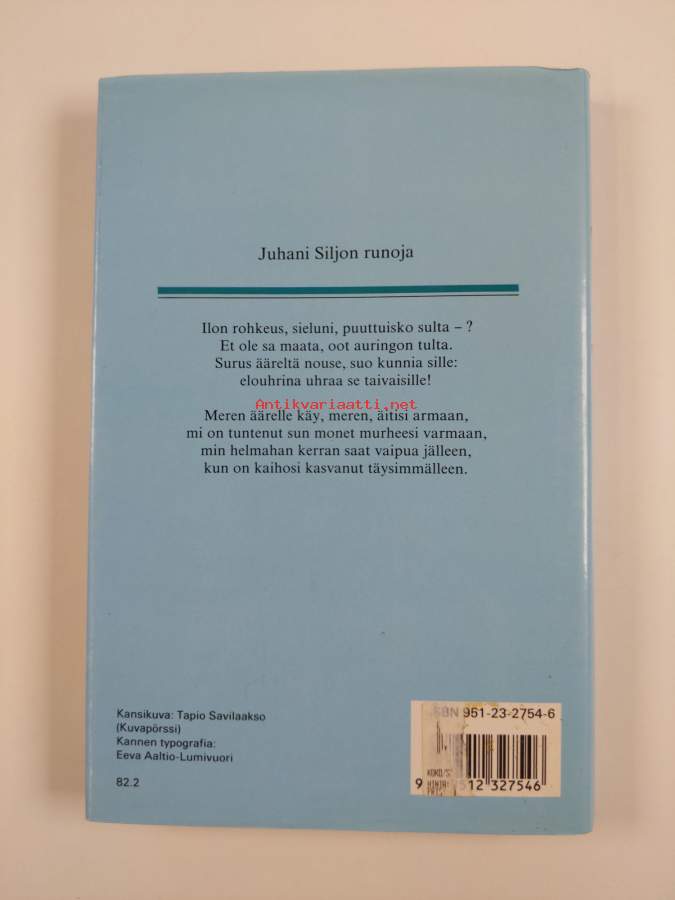 Juhani Siljon runoja
Ilon rohkeus, sieluni, puuttuisko sulta – ?
Et ole sa maata, oot auringon tulta.
Surus ääreltä nouse, suo kunnia sille:
elouhrina uhraa se taivaisille!
Antikvariaatti.net
Meren äärelle käy, meren, äitisi armaan,
mi on tuntenut sun monet murheesi varmaan,
min helmahan kerran saat vaipua jälleen,
kun on kaihosi kasvanut täysimmälleen.
Kansikuva: Tapio Savilaakso
(Kuvapörssi)
Kannen typografia:
Eeva Aaltio-Lumivuori
82.2
SBN 951-23-2754-6
KOKO/S
9 512 327546